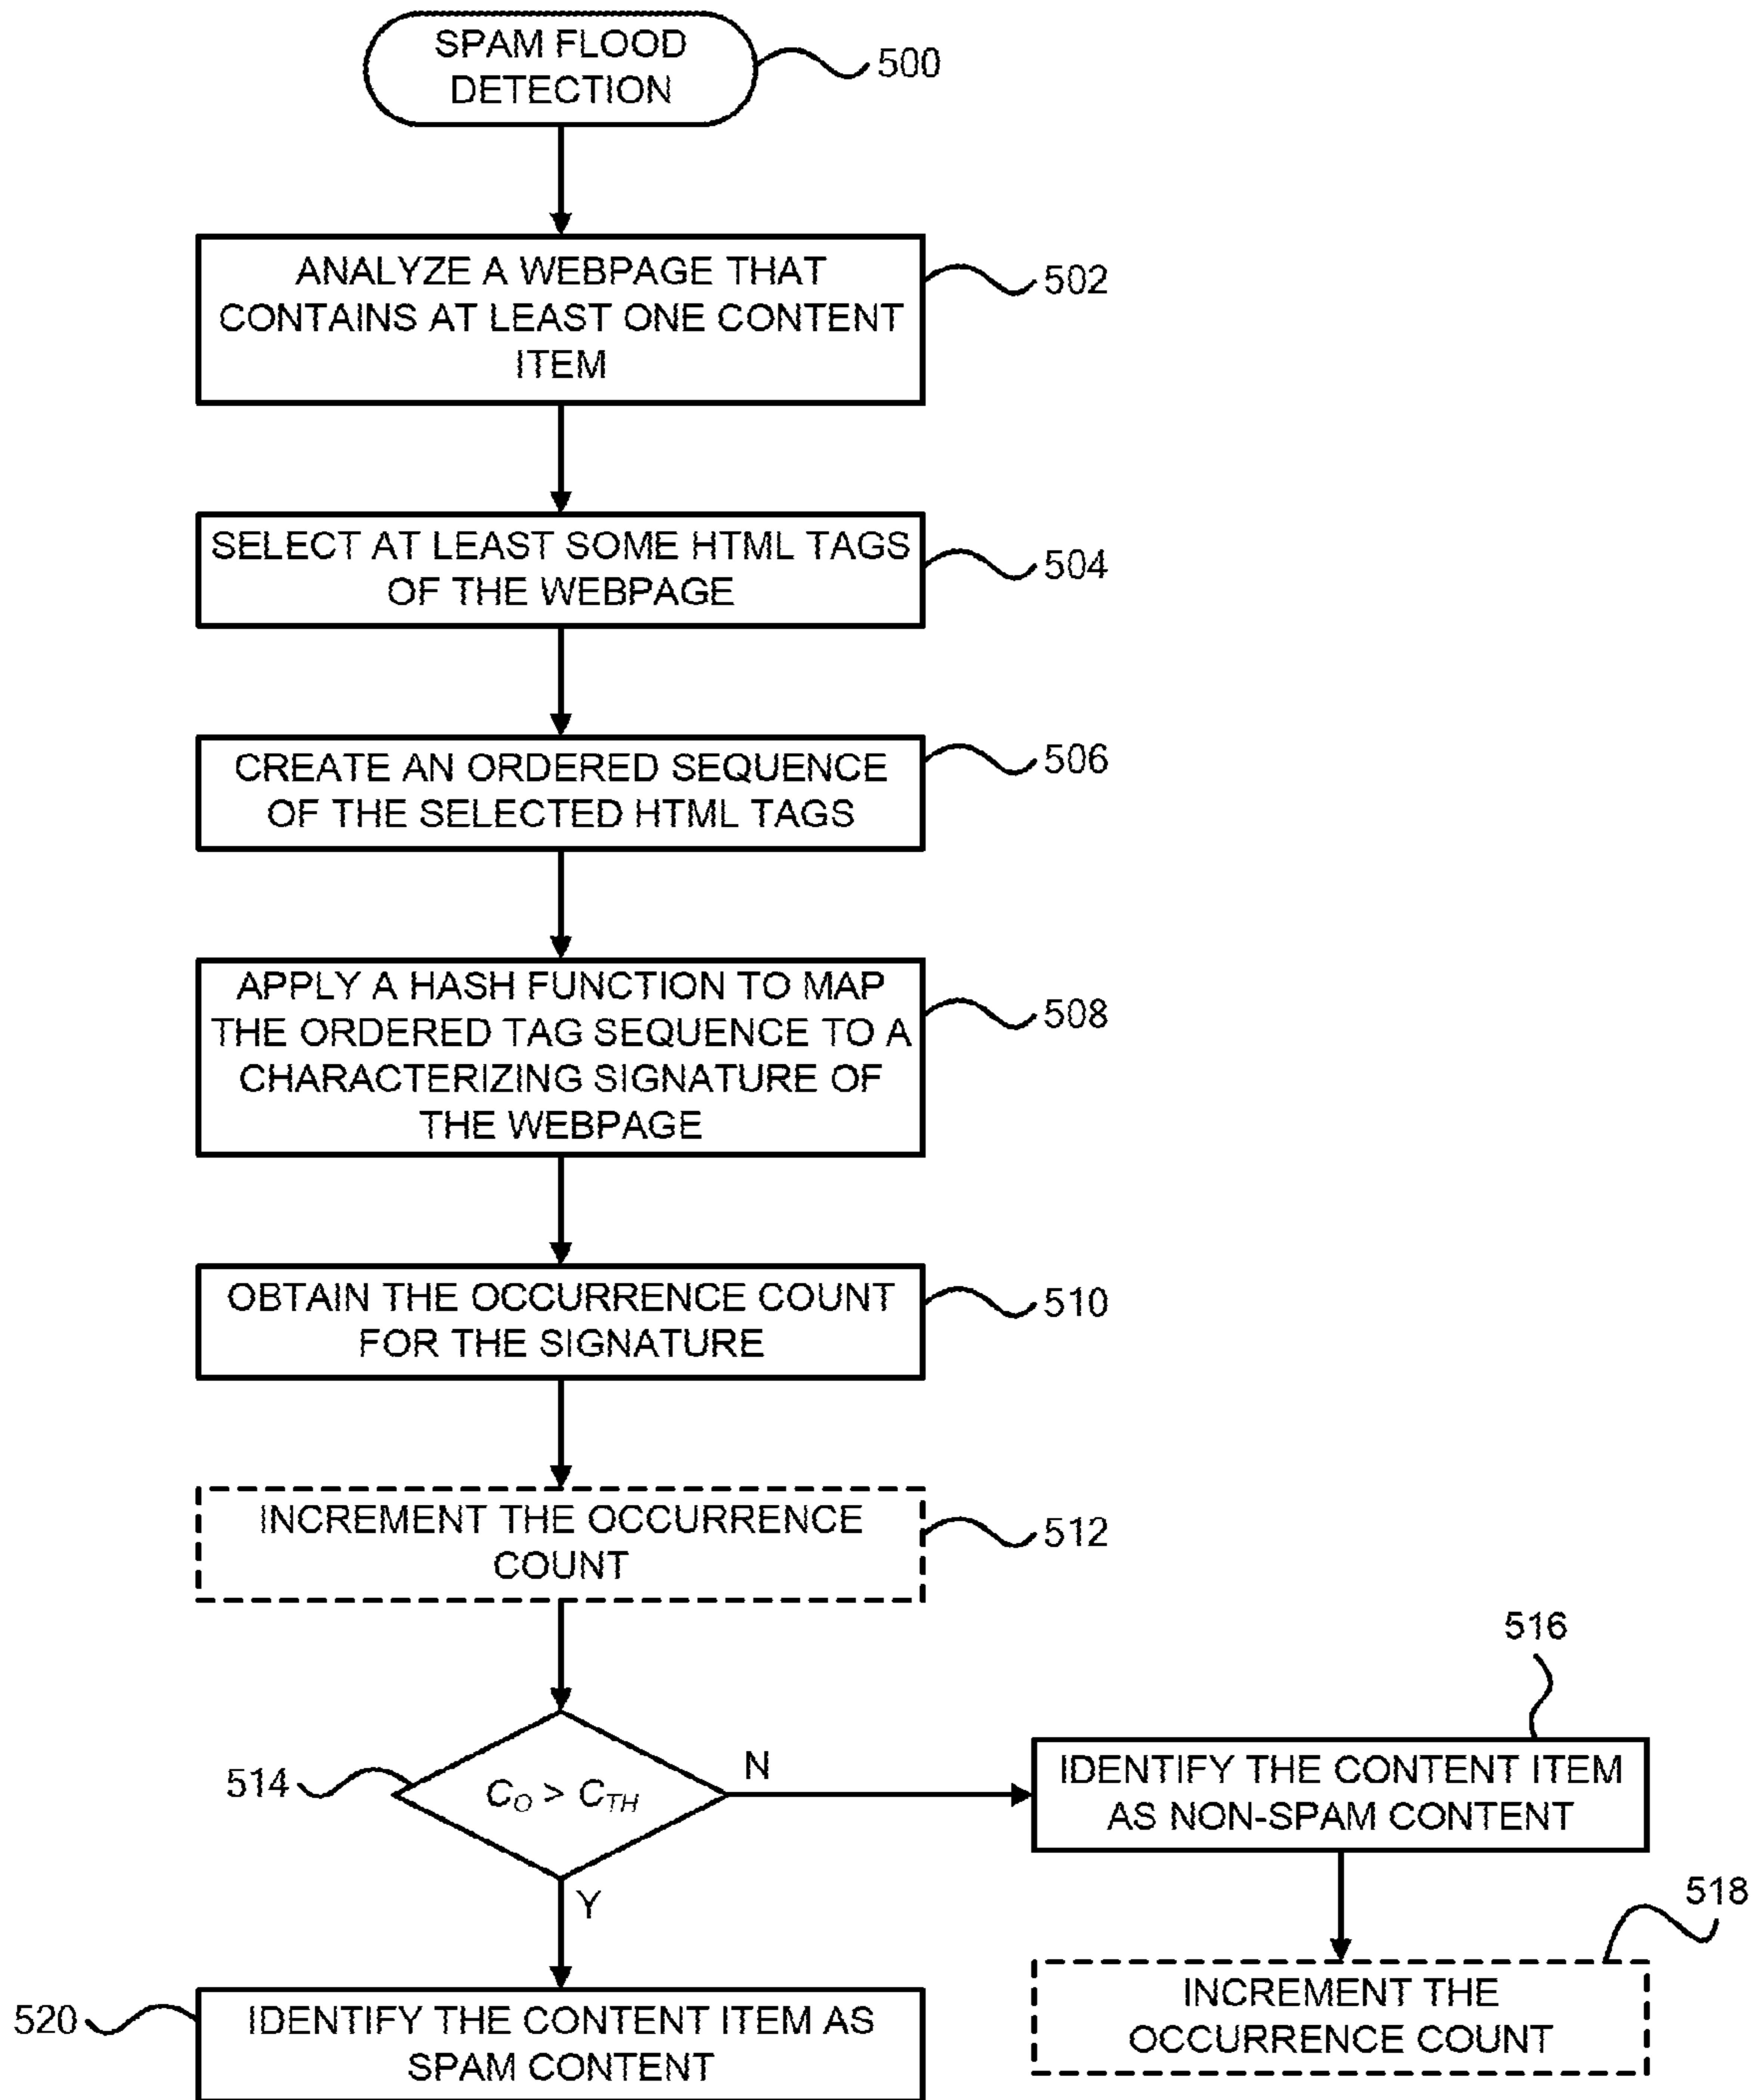 SPAM FLOOD
DETECTION
500
ANALYZE A WEBPAGE THAT
CONTAINS AT LEAST ONE CONTENT
ITEM
502
SELECT AT LEAST SOME HTML TAGS
OF THE WEBPAGE
504
CREATE AN ORDERED SEQUENCE
OF THE SELECTED HTML TAGS
506
APPLY A HASH FUNCTION TO MAP
THE ORDERED TAG SEQUENCE TO A
CHARACTERIZING SIGNATURE OF
THE WEBPAGE
508
OBTAIN THE OCCURRENCE COUNT
FOR THE SIGNATURE
510
INCREMENT THE OCCURRENCE
COUNT
512
514
C_O > C_TH
N
516
IDENTIFY THE CONTENT ITEM
AS NON-SPAM CONTENT
518
INCREMENT THE
OCCURRENCE COUNT
Y
520
IDENTIFY THE CONTENT ITEM AS
SPAM CONTENT